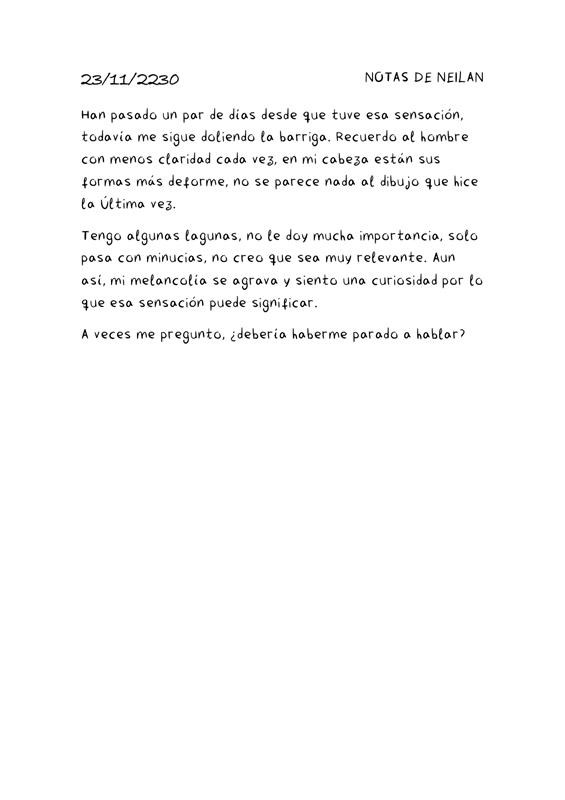 23/11/2230 NOTAS DE NEILAN
Han pasado un par de días desde que tuve esa sensación,
todavía me sigue doliendo la barriga. Recuerdo al hombre
con menos claridad cada vez, en mi cabeza están sus
formas más deforme, no se parece nada al dibujo que hice
la Última vez.
Tengo algunas lagunas, no le doy mucha importancia, solo
pasa con minucias, no creo que sea muy relevante. Aun
así, mi melancolía se agrava y siento una curiosidad por lo
que esa sensación puede significar.
A veces me pregunto, ¿debería haberme parado a hablar?